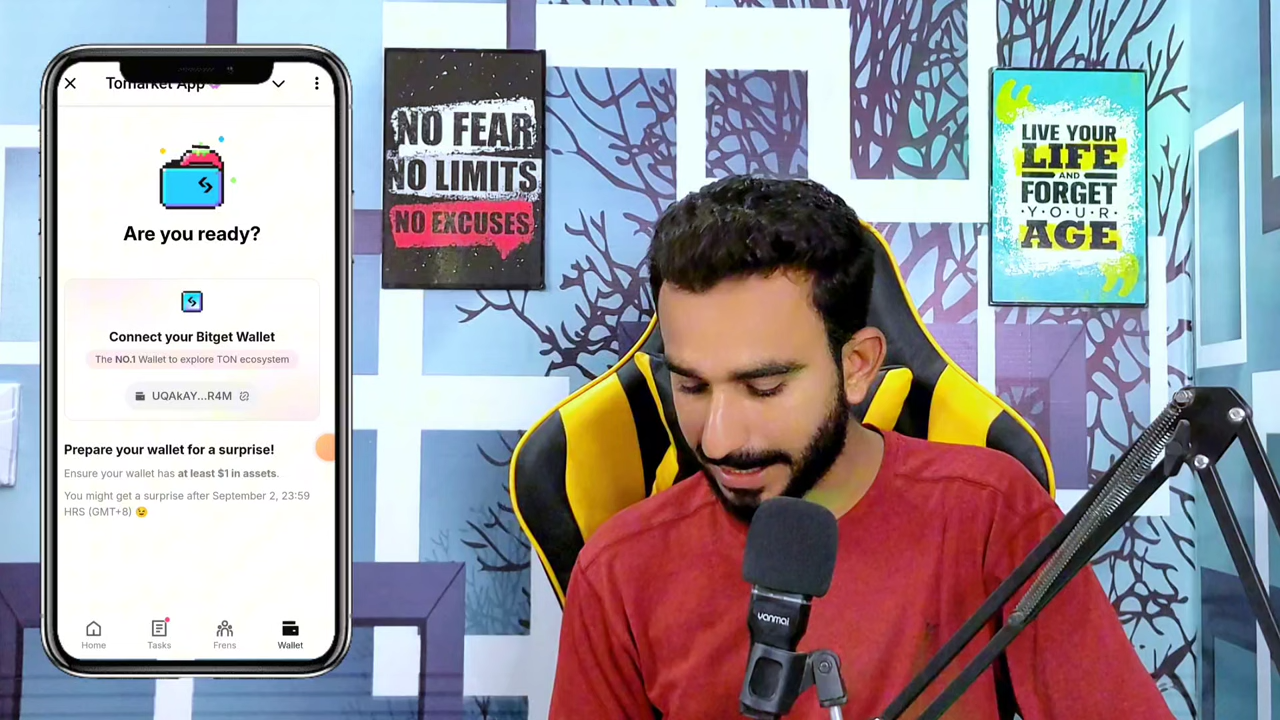 Tomarket App
Are you ready?
Connect your Bitget Wallet
The NO.1 Wallet to explore TON ecosystem
UQAkAY...R4M
Prepare your wallet for a surprise!
Ensure your wallet has at least $1 in assets.
You might get a surprise after September 2, 23:59
HRS (GMT+8) 😉
Home
Tasks
Frens
Wallet
NO FEAR
NO LIMITS
NO EXCUSES
LIVE YOUR
LIFE
AND
FORGET
·Y·O·U·R·
AGE
yanmai